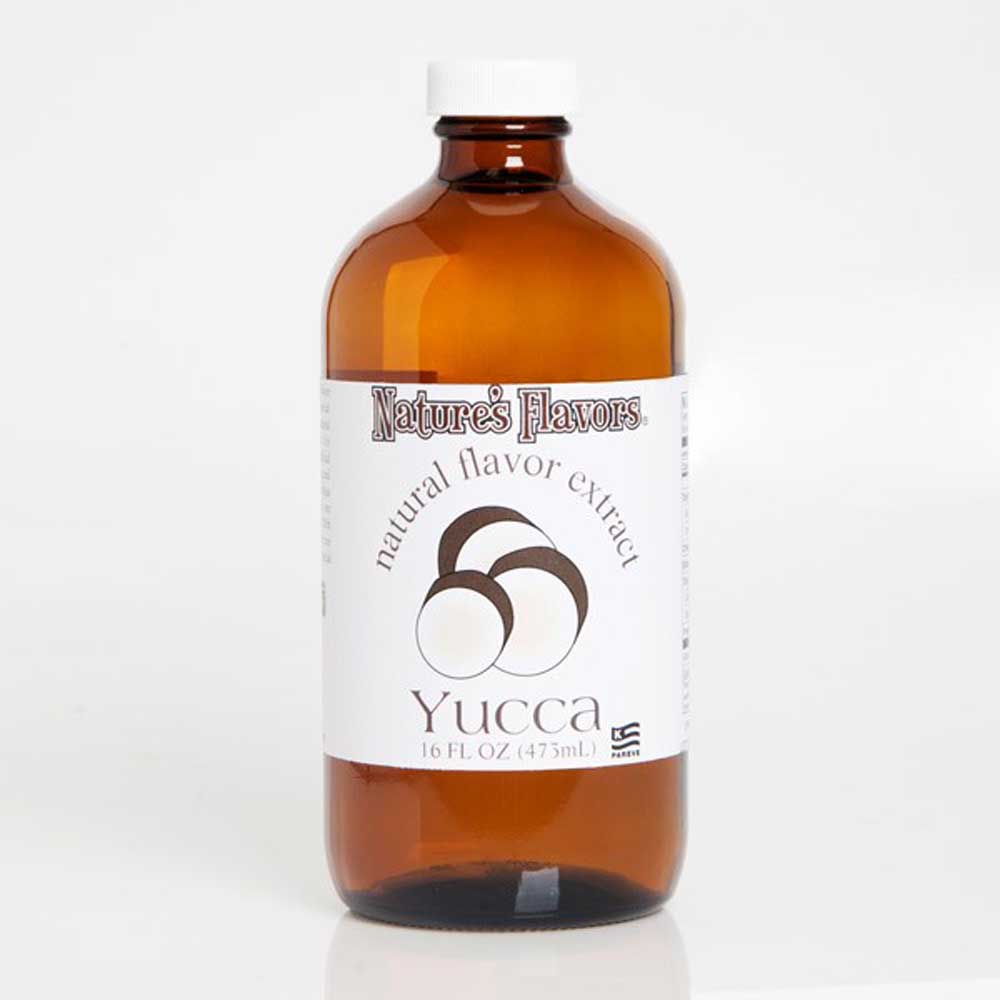 Nature's Flavors®
natural flavor extract
Yucca
16 FL OZ (473mL)
K
PAREVE